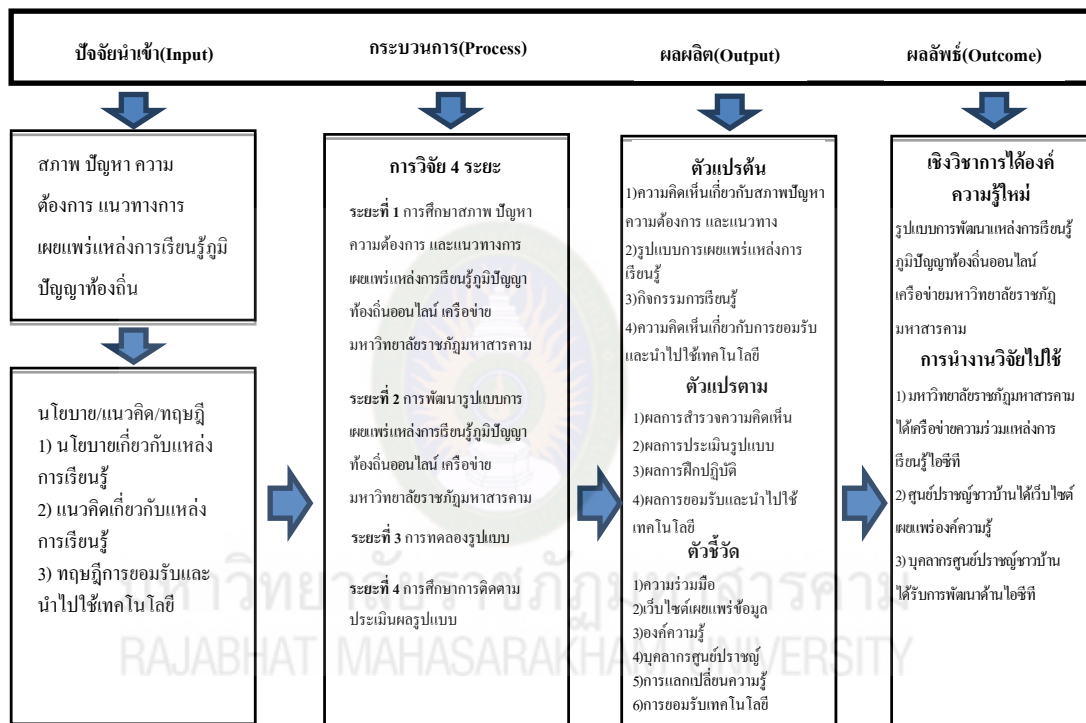 ปัจจัยนำเข้า(Input)
กระบวนการ(Process)
ผลผลิต(Output)
ผลลัพธ์(Outcome)
สภาพ ปัญหา ความ
ต้องการ แนวทางการ
เผยแพร่แหล่งการเรียนรู้ภูมิ
ปัญญาท้องถิ่น
นโยบาย/แนวคิด/ทฤษฎี
1) นโยบายเกี่ยวกับแหล่ง
การเรียนรู้
2) แนวคิดเกี่ยวกับแหล่ง
การเรียนรู้
3) ทฤษฎีการยอมรับและ
นำไปใช้เทคโนโลยี
การวิจัย 4 ระยะ
ระยะที่ 1 การศึกษาสภาพ ปัญหา
ความต้องการ และแนวทางการ
เผยแพร่แหล่งการเรียนรู้ภูมิปัญญา
ท้องถิ่นออนไลน์ เครือข่าย
มหาวิทยาลัยราชภัฏมหาสารคาม
ระยะที่ 2 การพัฒนารูปแบบการ
เผยแพร่แหล่งการเรียนรู้ภูมิปัญญา
ท้องถิ่นออนไลน์ เครือข่าย
มหาวิทยาลัยราชภัฏมหาสารคาม
ระยะที่ 3 การทดลองรูปแบบ
ระยะที่ 4 การศึกษาการติดตาม
ประเมินผลรูปแบบ
ตัวแปรต้น
1)ความคิดเห็นเกี่ยวกับสภาพปัญหา
ความต้องการ และแนวทาง
2)รูปแบบการเผยแพร่แหล่งการ
เรียนรู้
3)กิจกรรมการเรียนรู้
4)ความคิดเห็นเกี่ยวกับการยอมรับ
และนำไปใช้เทคโนโลยี
ตัวแปรตาม
1)ผลการสำรวจความคิดเห็น
2)ผลการประเมินรูปแบบ
3)ผลการฝึกปฏิบัติ
4)ผลการยอมรับและนำไปใช้
เทคโนโลยี
ตัวชี้วัด
1)ความร่วมมือ
2)เว็บไซต์เผยแพร่ข้อมูล
3)องค์ความรู้
4)บุคลากรศูนย์ปราชญ์
5)การแลกเปลี่ยนความรู้
6)การยอมรับเทคโนโลยี
เชิงวิชาการได้องค์
ความรู้ใหม่
รูปแบบการพัฒนาแหล่งการเรียนรู้
ภูมิปัญญาท้องถิ่นออนไลน์
เครือข่ายมหาวิทยาลัยราชภัฏ
มหาสารคาม
การนำงานวิจัยไปใช้
1) มหาวิทยาลัยราชภัฏมหาสารคาม
ได้เครือข่ายความร่วมแหล่งการ
เรียนรู้ไอซีที
2) ศูนย์ปราชญ์ชาวบ้านได้เว็บไซต์
เผยแพร่องค์ความรู้
3) บุคลากรศูนย์ปราชญ์ชาวบ้าน
ได้รับการพัฒนาด้านไอซีที
มหาวิทยาลัยราชภัฏมหาสารคาม
RAJABHAT MAHASARAKHAM UNIVERSITY